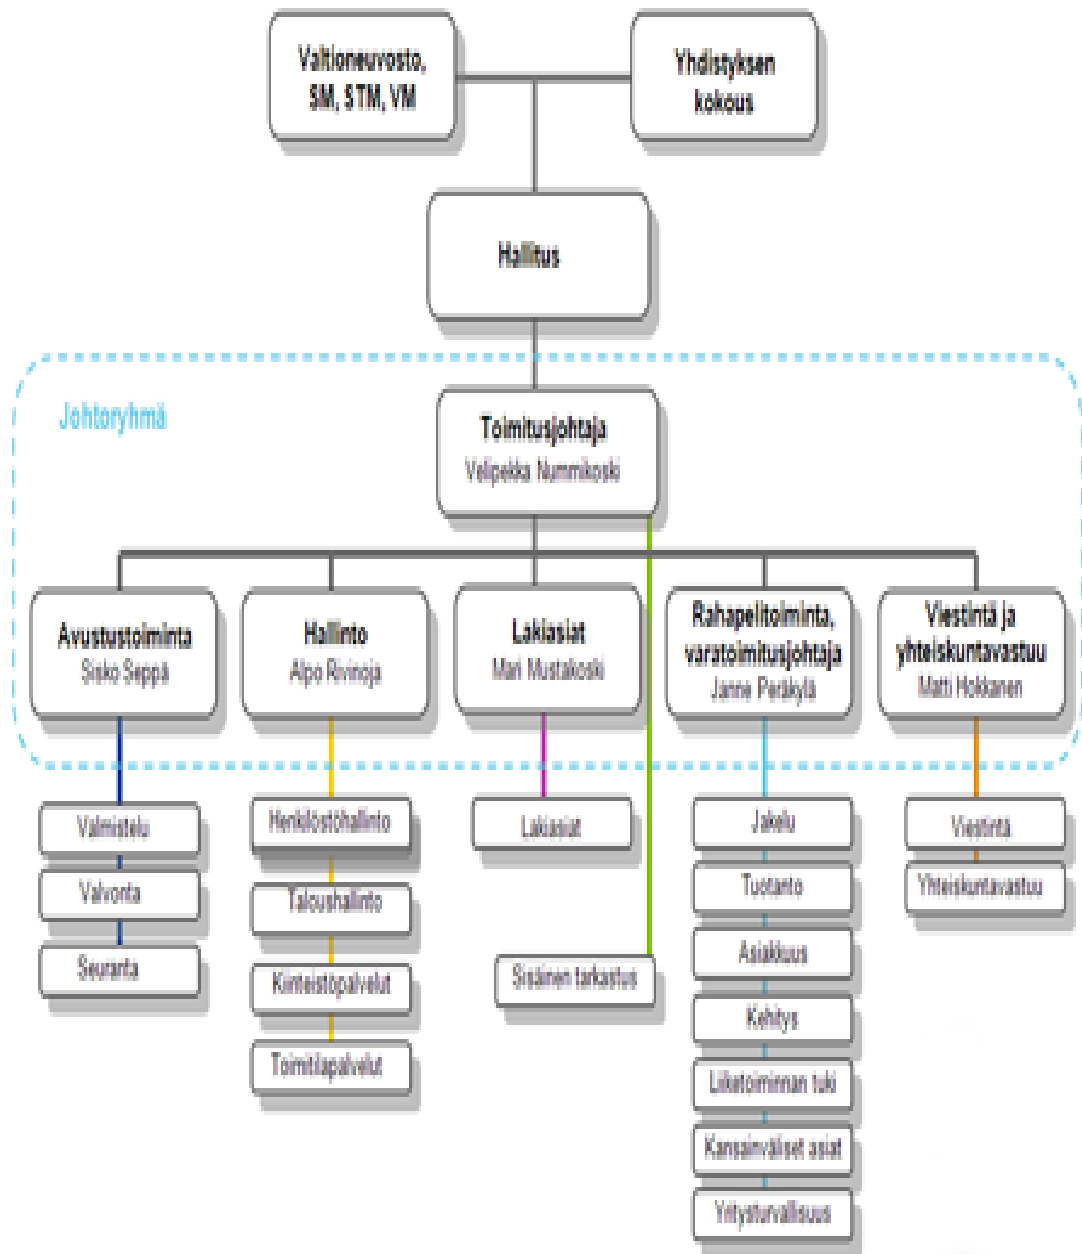 Valtioneuvosto,
SM, STM, VM
Yhdistyksen
kokous
Hallitus
Johtoryhmä
Toimitusjohtaja
Velipekka Nummikoski
Avustustoiminta
Sisko Seppä
Hallinto
Alpo Rivinoja
Lakiasiat
Mari Mustakoski
Rahapelitoiminta,
varatoimitusjohtaja
Janne Peräkylä
Viestintä ja
yhteiskuntavastuu
Matti Hokkanen
Valmistelu
Valvonta
Seuranta
Henkilöstöhallinto
Taloushallinto
Kiinteistöpalvelut
Toimitilapalvelut
Lakiasiat
Sisäinen tarkastus
Jakelu
Tuotanto
Asiakkuus
Kehitys
Liiketoiminnan tuki
Kansainväliset asiat
Yritysturvallisuus
Viestintä
Yhteiskuntavastuu